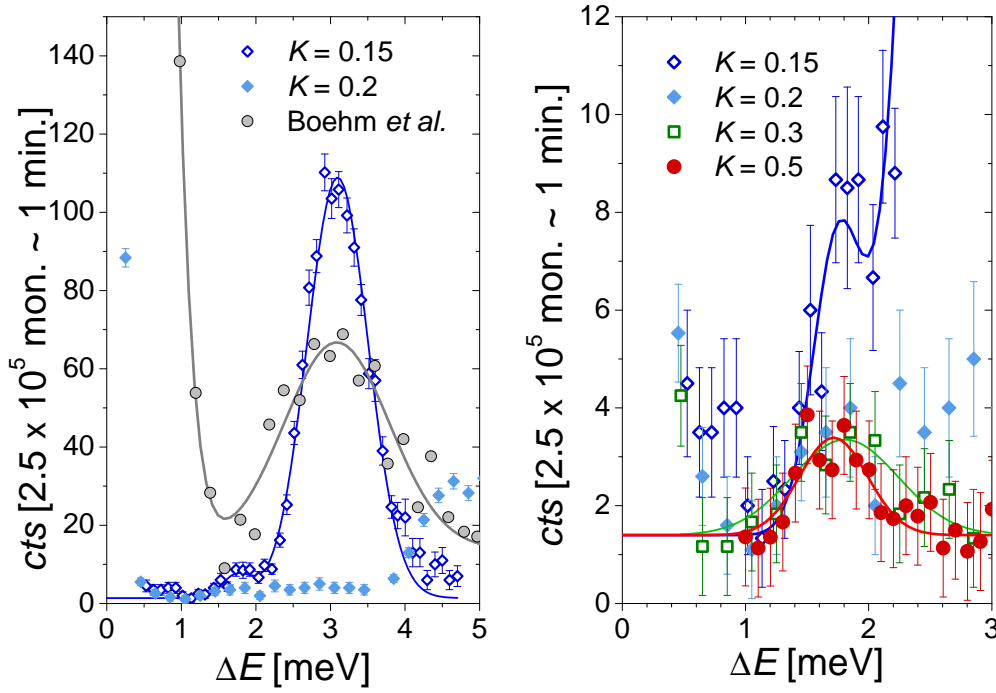 140
120
100
80
60
40
20
0
cts [2.5 x 10⁵ mon. ~ 1 min.]
K = 0.15
K = 0.2
Boehm et al.
0 1 2 3 4 5
ΔE [meV]
12
10
8
6
4
2
0
cts [2.5 x 10⁵ mon. ~ 1 min.]
K = 0.15
K = 0.2
K = 0.3
K = 0.5
0 1 2 3
ΔE [meV]